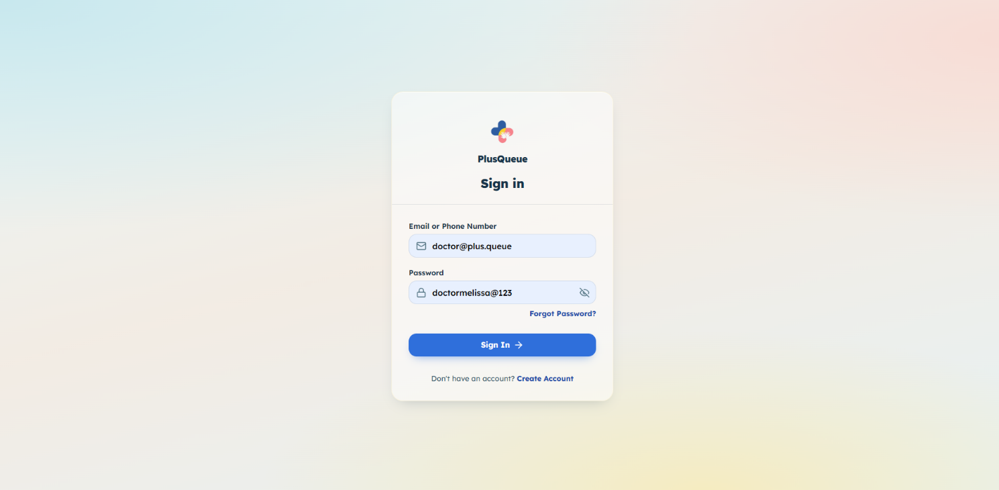 PlusQueue
Sign in
Email or Phone Number
doctor@plus.queue
Password
doctormelissa@123
Forgot Password?
Sign In
Don't have an account? Create Account